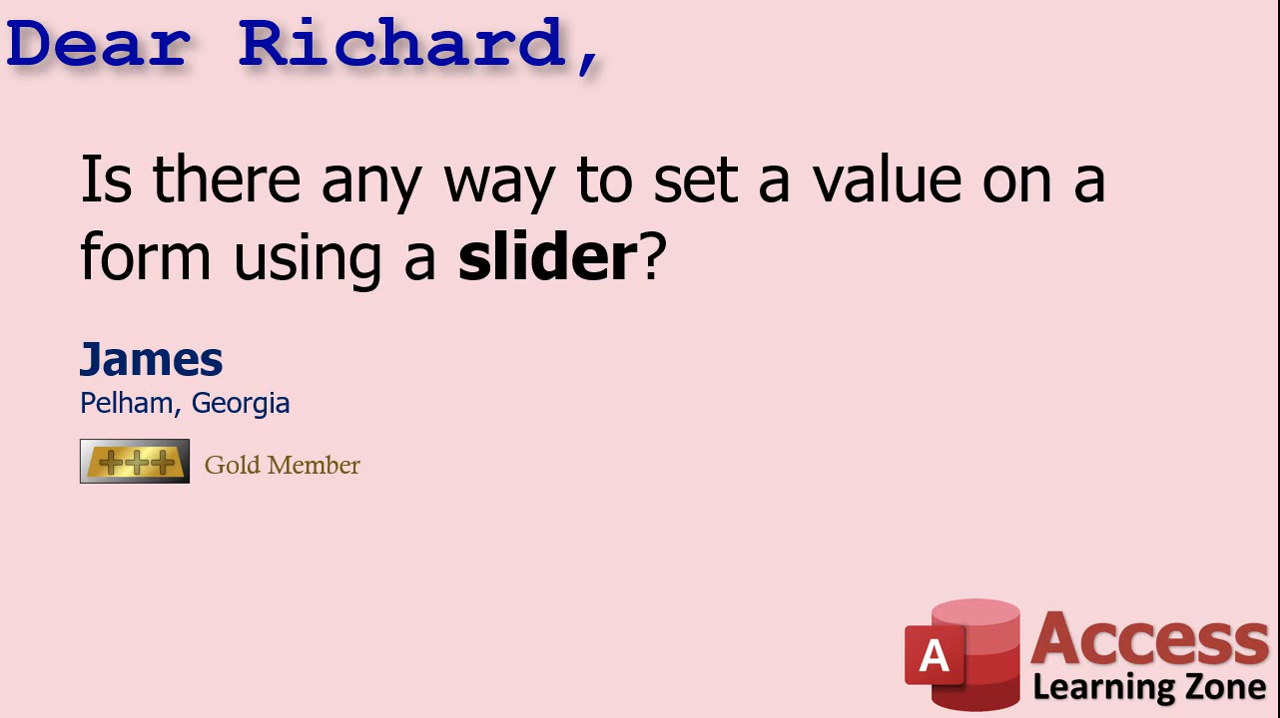 Dear Richard,
Is there any way to set a value on a
form using a slider?
James
Pelham, Georgia
+++ Gold Member
A Access
Learning Zone